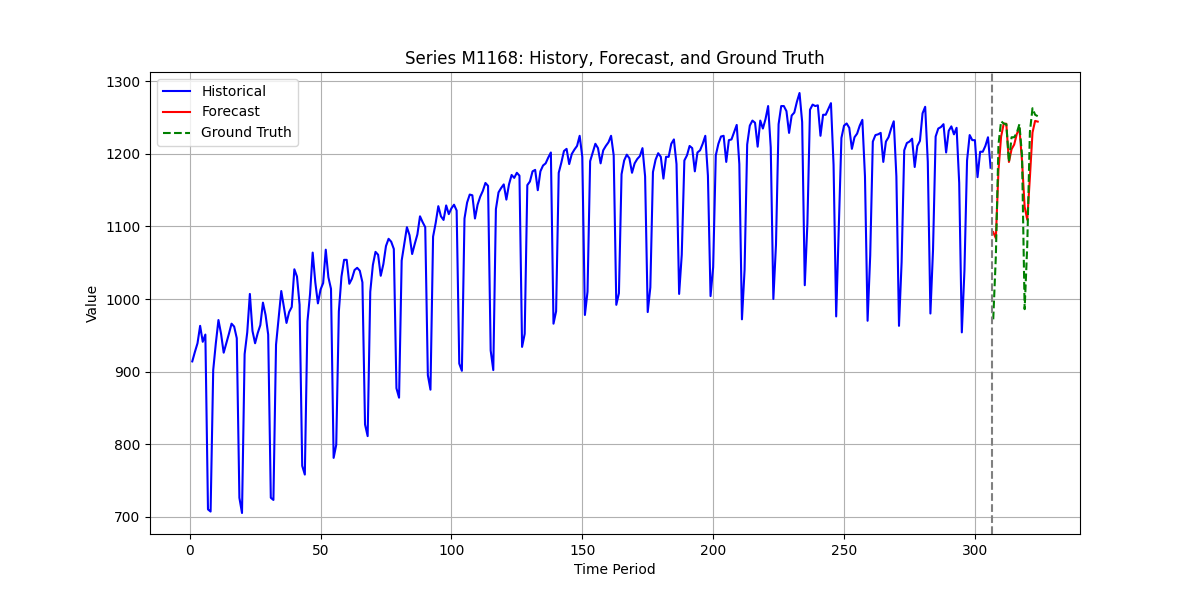 Series M1168: History, Forecast, and Ground Truth
1300
1200
1100
1000
900
800
700
Value
Historical
Forecast
Ground Truth
0
50
100
150
200
250
300
Time Period